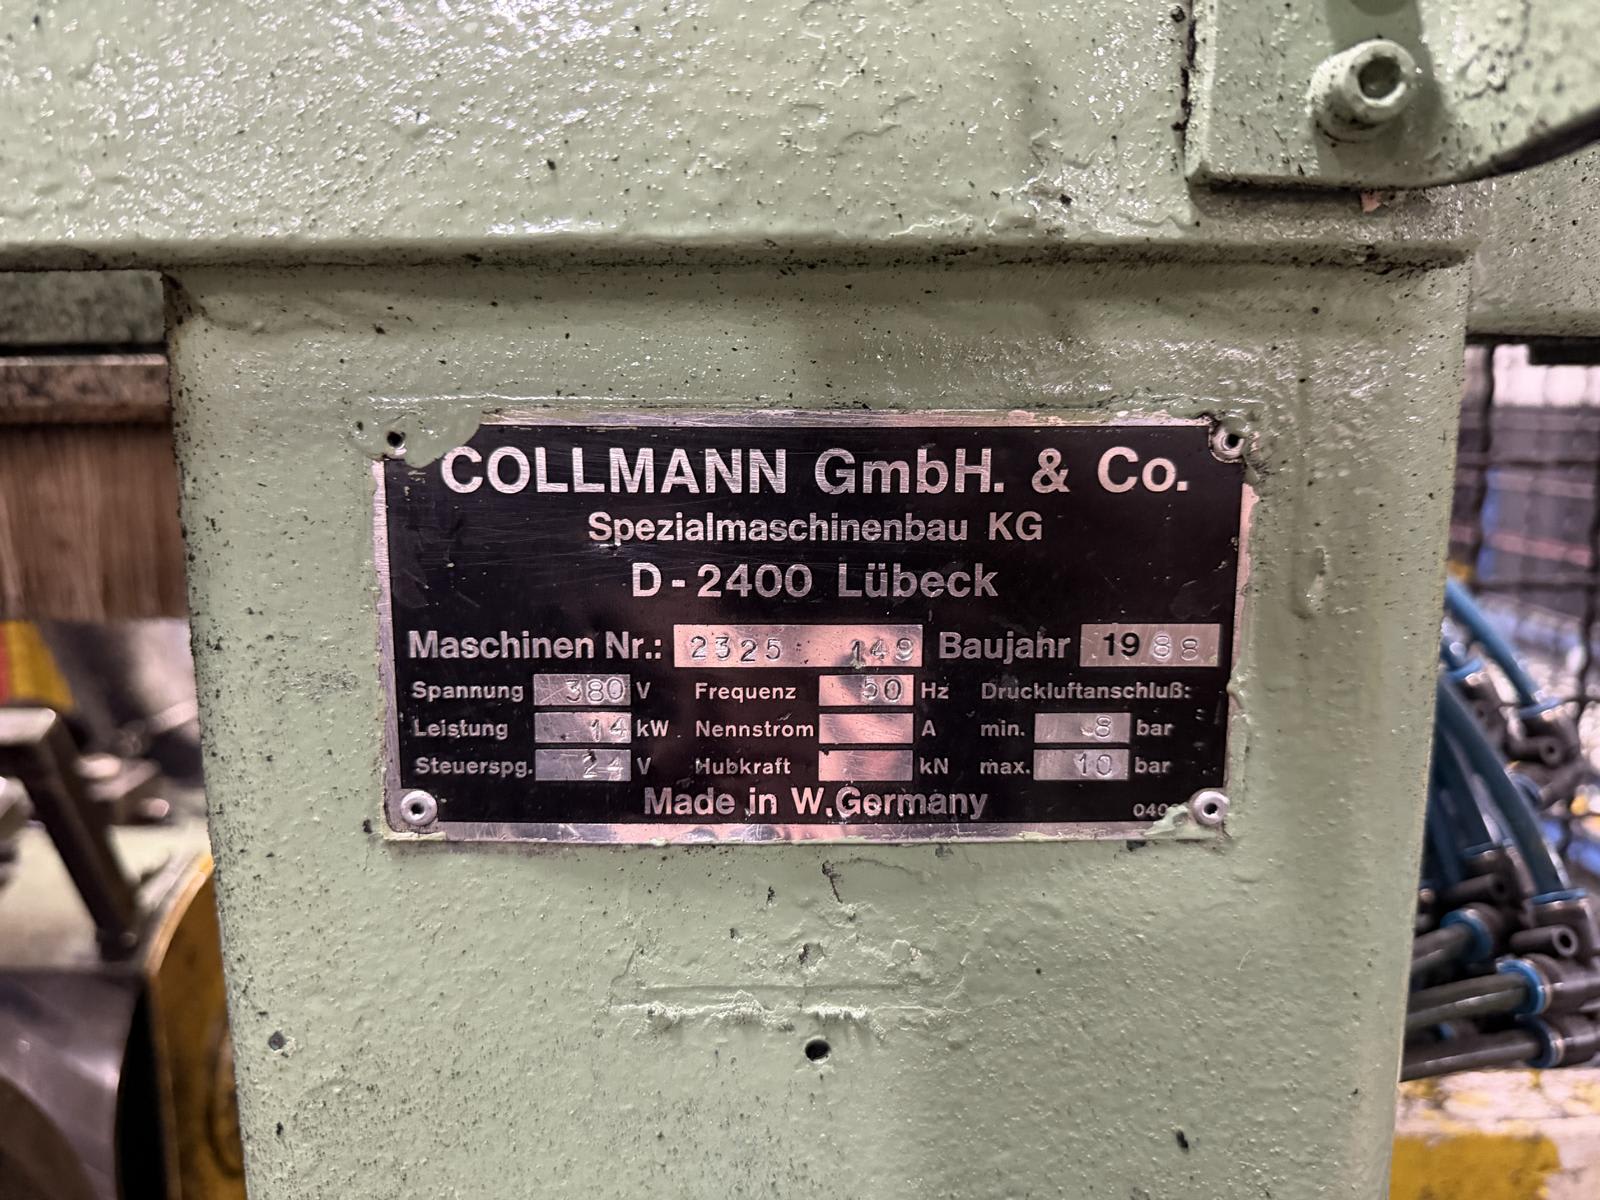 COLLMANN GmbH. & Co.
Spezialmaschinenbau KG
D-2400 Lübeck
Maschinen Nr.: 2325 149 Baujahr 1988
Spannung 380 V Frequenz 50 Hz Druckluftanschluß:
Leistung 14 kW Nennstrom A min. 8 bar
Steuerspg. 24 V Hubkraft kN max. 10 bar
Made in W.Germany